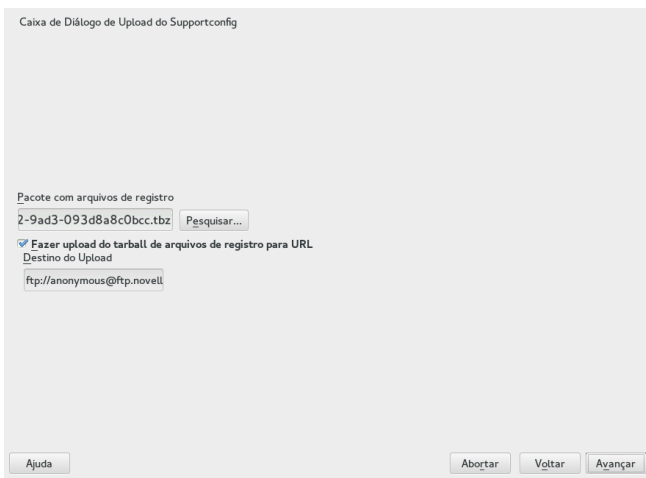 Caixa de Diálogo de Upload do Supportconfig
Pacote com arquivos de registro
2-9ad3-093d8a8c0bcc.tbz
Pesquisar...
Fazer upload do tarball de arquivos de registro para URL
Destino do Upload
ftp://anonymous@ftp.novell
Ajuda
Abortar
Voltar
Avançar